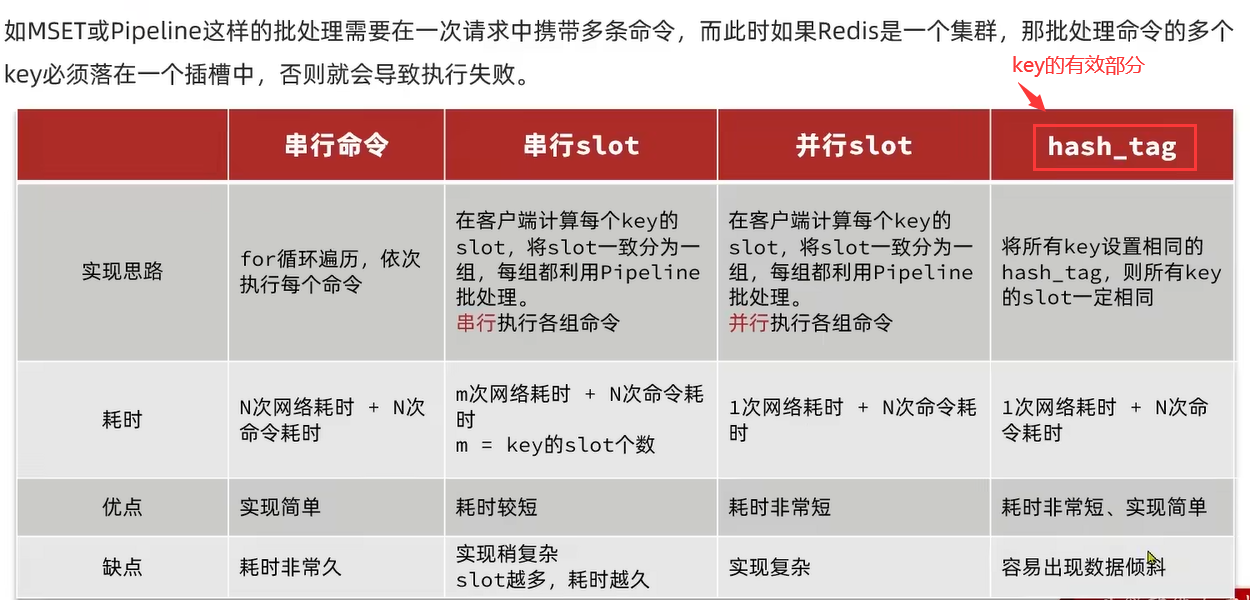 如MSET或Pipeline这样的批处理需要在一次请求中携带多条命令，而此时如果Redis是一个集群，那批处理命令的多个
key必须落在一个插槽中，否则就会导致执行失败。
key的有效部分
串行命令
串行slot
并行slot
hash_tag
实现思路
for循环遍历，依次
执行每个命令
在客户端计算每个key的
slot，将slot一致分为一
组，每组都利用Pipeline
批处理。
串行执行各组命令
在客户端计算每个key的
slot，将slot一致分为一
组，每组都利用Pipeline
批处理。
并行执行各组命令
将所有key设置相同的
hash_tag，则所有key
的slot一定相同
耗时
N次网络耗时 + N次
命令耗时
m次网络耗时 + N次命令耗
时
m = key的slot个数
1次网络耗时 + N次命令耗
时
1次网络耗时 + N次命
令耗时
优点
实现简单
耗时较短
耗时非常短
耗时非常短、实现简单
缺点
耗时非常久
实现稍复杂
slot越多，耗时越久
实现复杂
容易出现数据倾斜